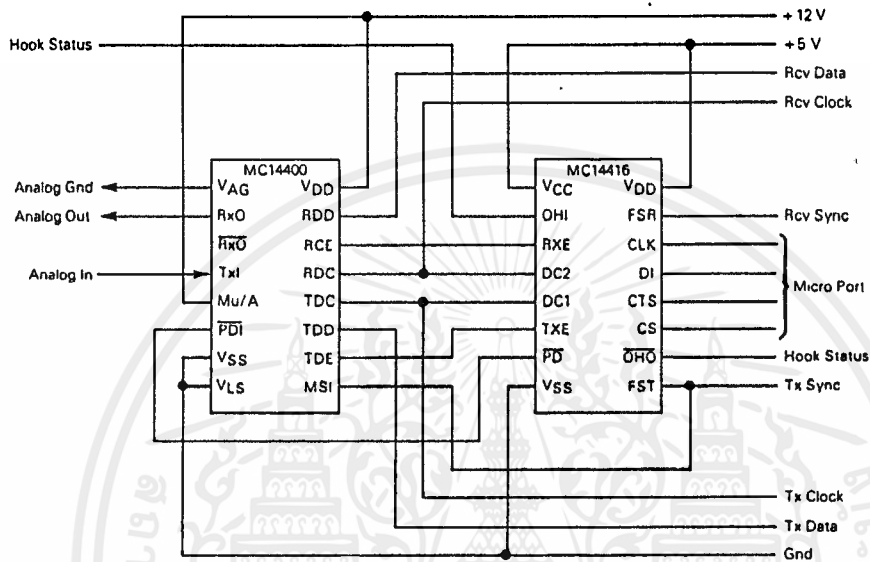 + 12 V
Hook Status
+5 V
Rcv Data
Rcv Clock
MC14400
VAG
RxO
RxO
TxI
Mu/A
PDI
VSS
VLS
VDD
RDD
RCE
RDC
TDC
TDD
TDE
MSI
Analog Gnd
Analog Out
Analog In
MC14416
VCC
OHI
RXE
DC2
DC1
TXE
PD
VSS
VDD
FSR
CLK
DI
CTS
CS
OHO
FST
Rcv Sync
Micro Port
Hook Status
Tx Sync
Tx Clock
Tx Data
Gnd